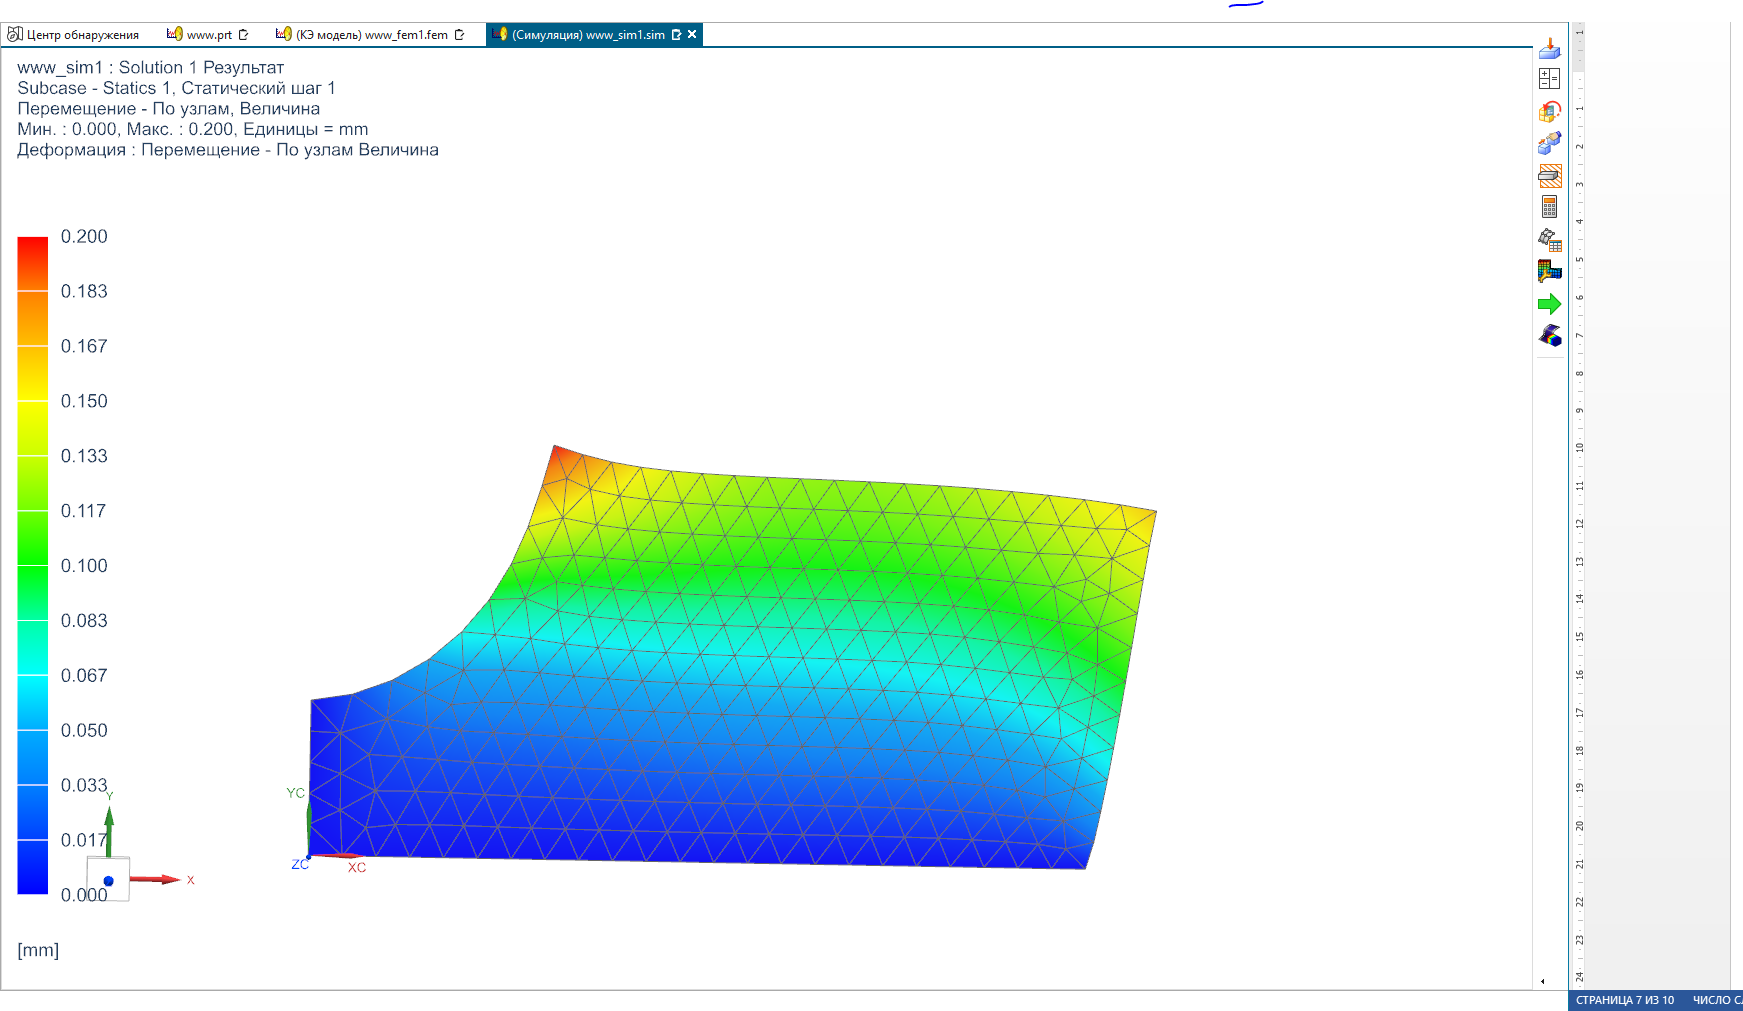 Центр обнаружения
www.prt
(КЭ модель) www_fem1.fem
(Симуляция) www_sim1.sim
www_sim1 : Solution 1 Результат
Subcase - Statics 1, Статический шаг 1
Перемещение - По узлам, Величина
Мин. : 0.000, Макс. : 0.200, Единицы = mm
Деформация : Перемещение - По узлам Величина
0.200
0.183
0.167
0.150
0.133
0.117
0.100
0.083
0.067
0.050
0.033
0.017
0.000
[mm]
Y
X
YC
ZC
XC
1
1
2
3
4
5
6
7
8
9
10
11
12
13
14
15
16
17
18
19
20
21
22
23
24
СТРАНИЦА 7 ИЗ 10
ЧИСЛО